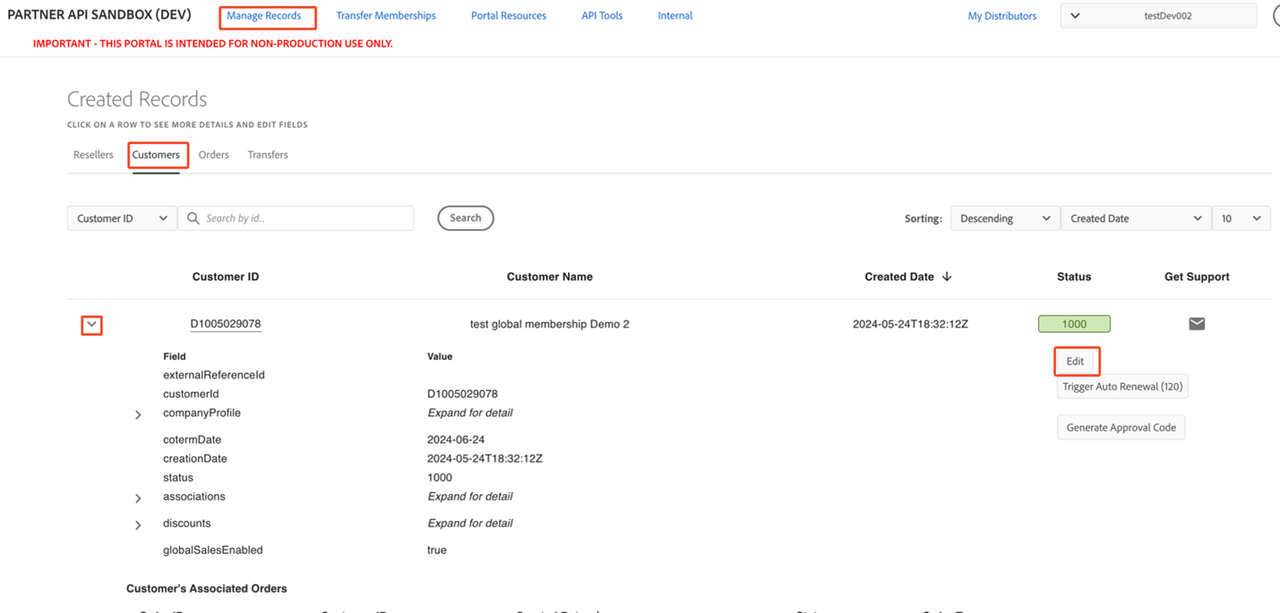 PARTNER API SANDBOX (DEV) Manage Records Transfer Memberships Portal Resources API Tools Internal My Distributors testDev002
IMPORTANT - THIS PORTAL IS INTENDED FOR NON-PRODUCTION USE ONLY.
Created Records
CLICK ON A ROW TO SEE MORE DETAILS AND EDIT FIELDS
Resellers Customers Orders Transfers
Customer ID Search by id... Search Sorting: Descending Created Date 10
Customer ID Customer Name Created Date Status Get Support
D1005029078 test global membership Demo 2 2024-05-24T18:32:12Z 1000
Field Value Edit
externalReferenceId
customerId D1005029078 Trigger Auto Renewal (120)
companyProfile Expand for detail
Generate Approval Code
cotermDate 2024-06-24
creationDate 2024-05-24T18:32:12Z
status 1000
associations Expand for detail
discounts Expand for detail
globalSalesEnabled true
Customer's Associated Orders